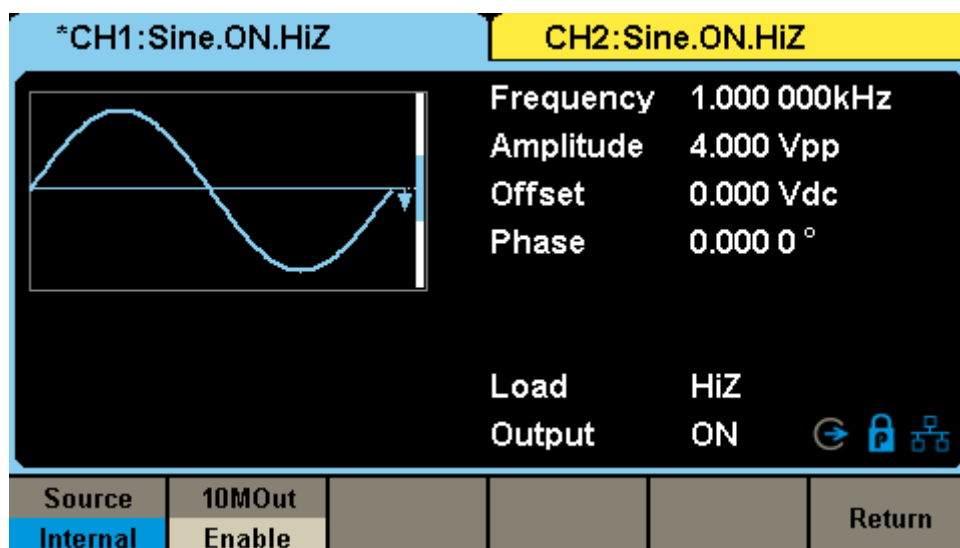 *CH1:Sine.ON.HiZ
CH2:Sine.ON.HiZ
Frequency 1.000 000kHz
Amplitude 4.000 Vpp
Offset 0.000 Vdc
Phase 0.000 0 °
Load HiZ
Output ON
Source
Internal
10MOut
Enable
Return